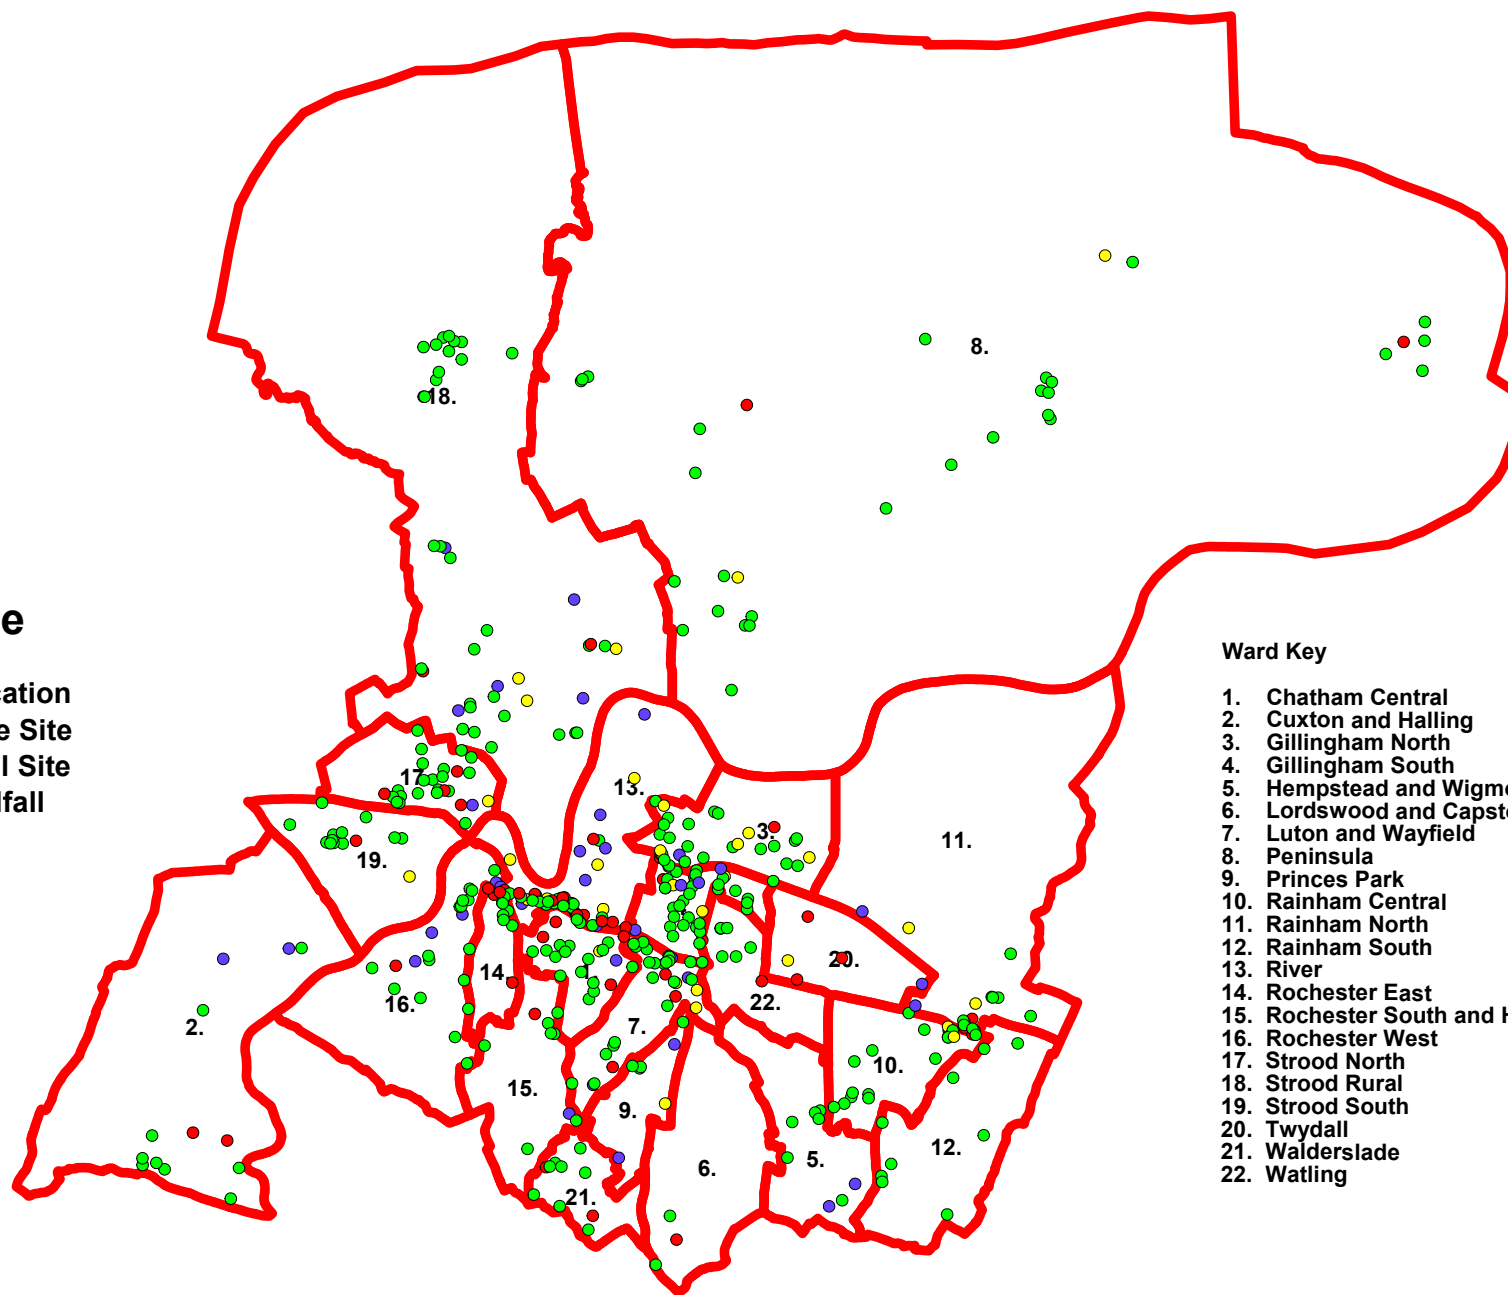 e
ation
e Site
l Site
fall
18.
8.
17.
13.
3.
19.
11.
14.
1.
20.
2.
16.
22.
7.
10.
15.
9.
12.
5.
6.
21.
Ward Key
1. Chatham Central
2. Cuxton and Halling
3. Gillingham North
4. Gillingham South
5. Hempstead and Wigm
6. Lordswood and Capst
7. Luton and Wayfield
8. Peninsula
9. Princes Park
10. Rainham Central
11. Rainham North
12. Rainham South
13. River
14. Rochester East
15. Rochester South and H
16. Rochester West
17. Strood North
18. Strood Rural
19. Strood South
20. Twydall
21. Walderslade
22. Watling